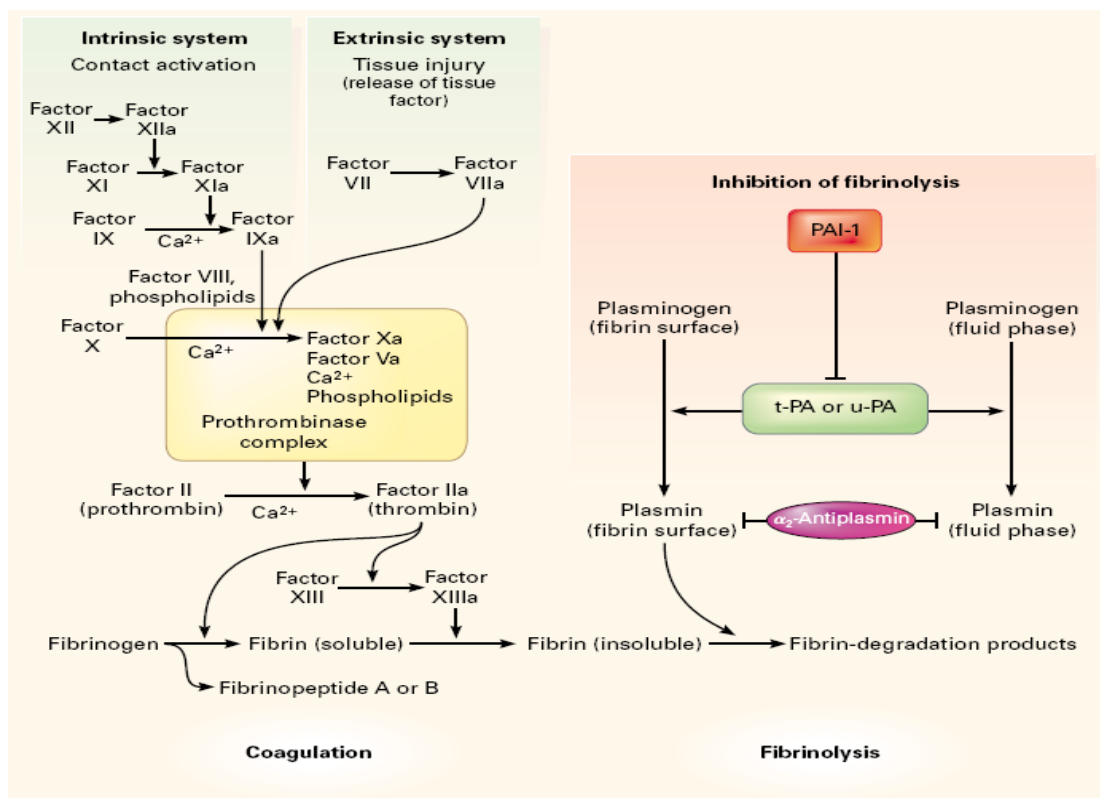 Intrinsic system
Contact activation
Factor
XII
Factor
XIIa
Factor
XI
Factor
XIa
Factor
IX
Ca2+
Factor
IXa
Factor VIII,
phospholipids
Extrinsic system
Tissue injury
(release of tissue
factor)
Factor
VII
Factor
VIIa
Factor
X
Ca2+
Factor Xa
Factor Va
Ca2+
Phospholipids
Prothrombinase
complex
Factor II
(prothrombin)
Ca2+
Factor IIa
(thrombin)
Factor
XIII
Factor
XIIIa
Fibrinogen
Fibrin (soluble)
Fibrin (insoluble)
Fibrin-degradation products
Fibrinopeptide A or B
Coagulation
Inhibition of fibrinolysis
PAI-1
Plasminogen
(fibrin surface)
Plasminogen
(fluid phase)
t-PA or u-PA
Plasmin
(fibrin surface)
α2-Antiplasmin
Plasmin
(fluid phase)
Fibrinolysis